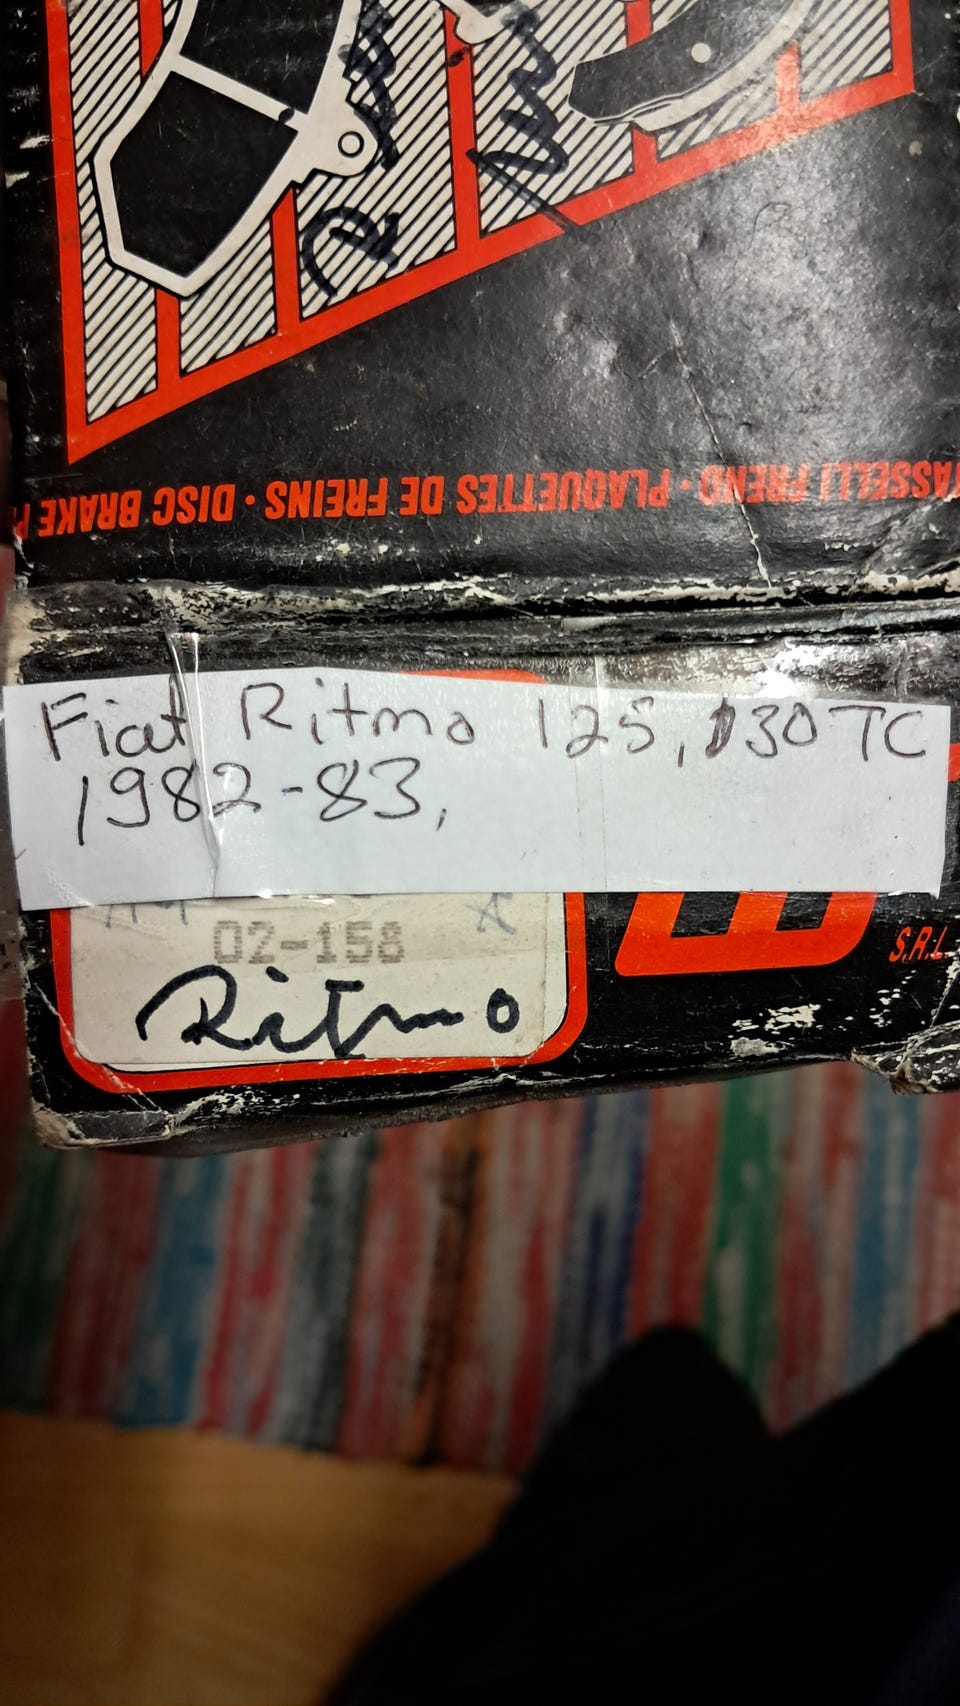 TASSELLI FRENO · PLAQUETTES DE FREINS · DISC BRAKE
Fiat Ritmo 125, 130 TC
1982-83,
02-158
Ritmo
S.R.L.